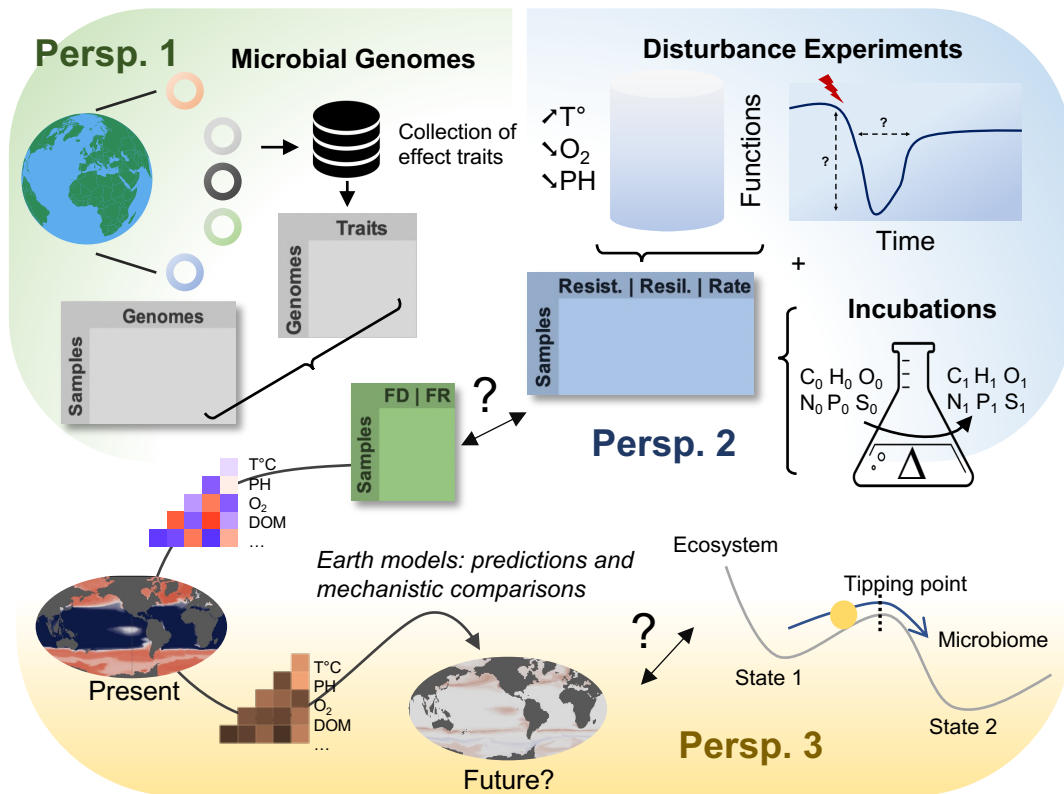 Persp. 1
Microbial Genomes
Collection of
effect traits
Traits
Genomes
Genomes
Samples
FD | FR
Samples
?
Disturbance Experiments
↗T°
↘O₂
↘PH
Functions
?
?
Time
+
Resist. | Resil. | Rate
Samples
Persp. 2
Incubations
C₀ H₀ O₀
N₀ P₀ S₀
C₁ H₁ O₁
N₁ P₁ S₁
Δ
T°C
PH
O₂
DOM
...
Present
Earth models: predictions and
mechanistic comparisons
T°C
PH
O₂
DOM
...
Future?
?
Ecosystem
Tipping point
Microbiome
State 1
State 2
Persp. 3